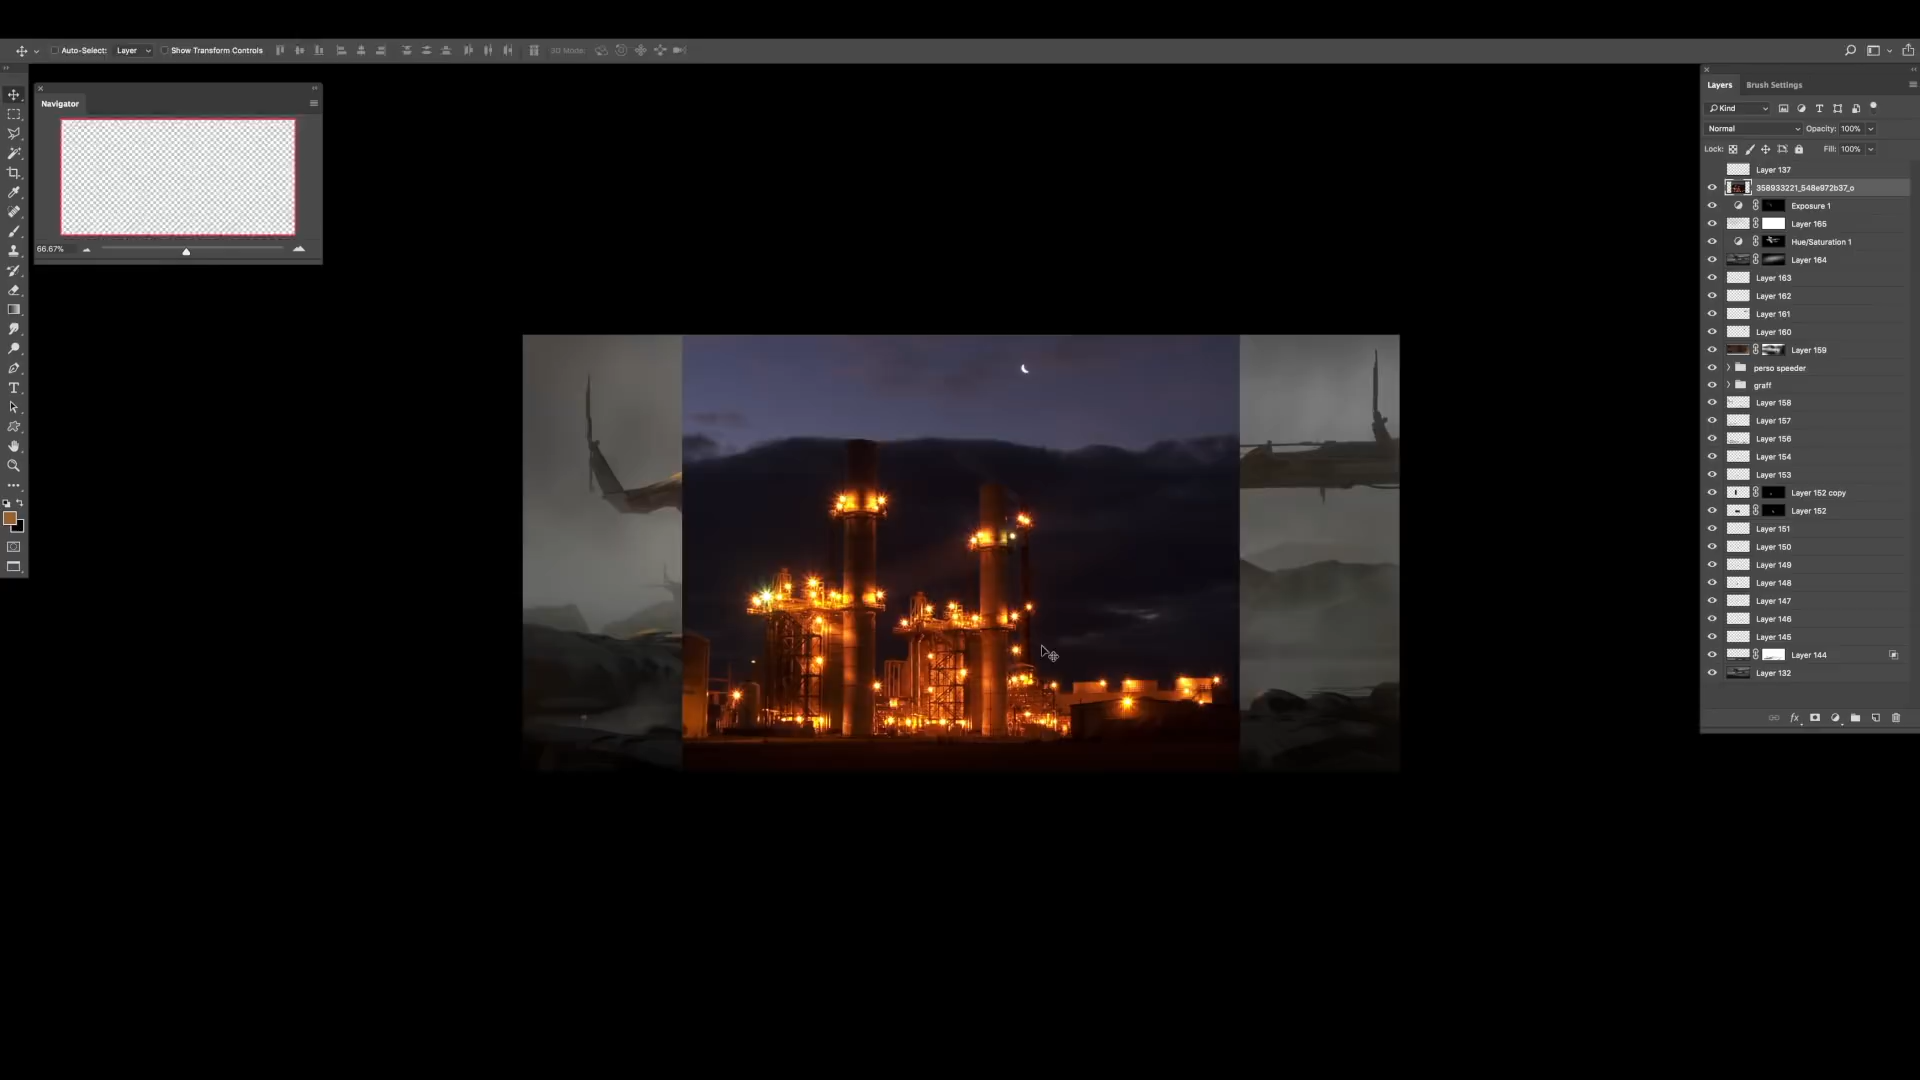 Auto-Select: Layer Show Transform Controls 3D Mode:
Navigator
66.67%
Layers Brush Settings
Kind
Normal Opacity: 100%
Lock: Fill: 100%
Layer 137
358933221_548e972b37_o
Exposure 1
Layer 165
Hue/Saturation 1
Layer 164
Layer 163
Layer 162
Layer 161
Layer 160
Layer 159
perso speeder
graff
Layer 158
Layer 157
Layer 156
Layer 154
Layer 153
Layer 152 copy
Layer 152
Layer 151
Layer 150
Layer 149
Layer 148
Layer 147
Layer 146
Layer 145
Layer 144
Layer 132
fx